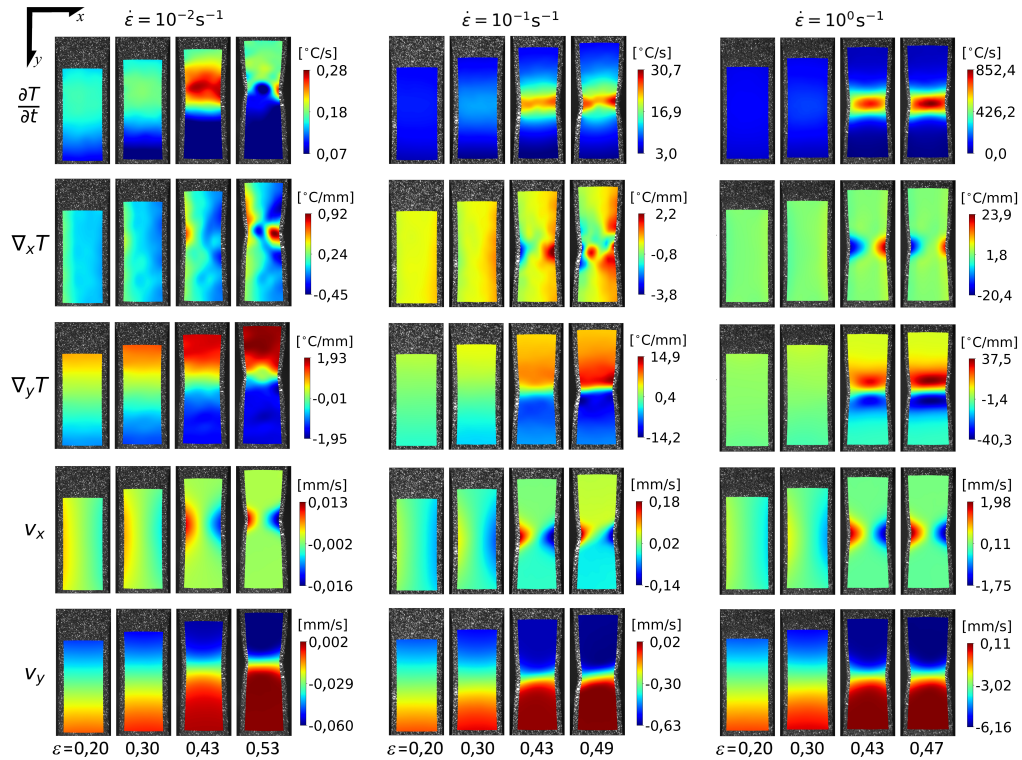 x
y
ε̇ = 10⁻² s⁻¹
ε̇ = 10⁻¹ s⁻¹
ε̇ = 10⁰ s⁻¹
∂T/∂t
[°C/s]
0,28
0,18
0,07
[°C/s]
30,7
16,9
3,0
[°C/s]
852,4
426,2
0,0
∇ₓT
[°C/mm]
0,92
0,24
-0,45
[°C/mm]
2,2
-0,8
-3,8
[°C/mm]
23,9
1,8
-20,4
∇yT
[°C/mm]
1,93
-0,01
-1,95
[°C/mm]
14,9
0,4
-14,2
[°C/mm]
37,5
-1,4
-40,3
vₓ
[mm/s]
0,013
-0,002
-0,016
[mm/s]
0,18
0,02
-0,14
[mm/s]
1,98
0,11
-1,75
vy
[mm/s]
0,002
-0,029
-0,060
[mm/s]
0,02
-0,30
-0,63
[mm/s]
0,11
-3,02
-6,16
ε=0,20 0,30 0,43 0,53
ε=0,20 0,30 0,43 0,49
ε=0,20 0,30 0,43 0,47